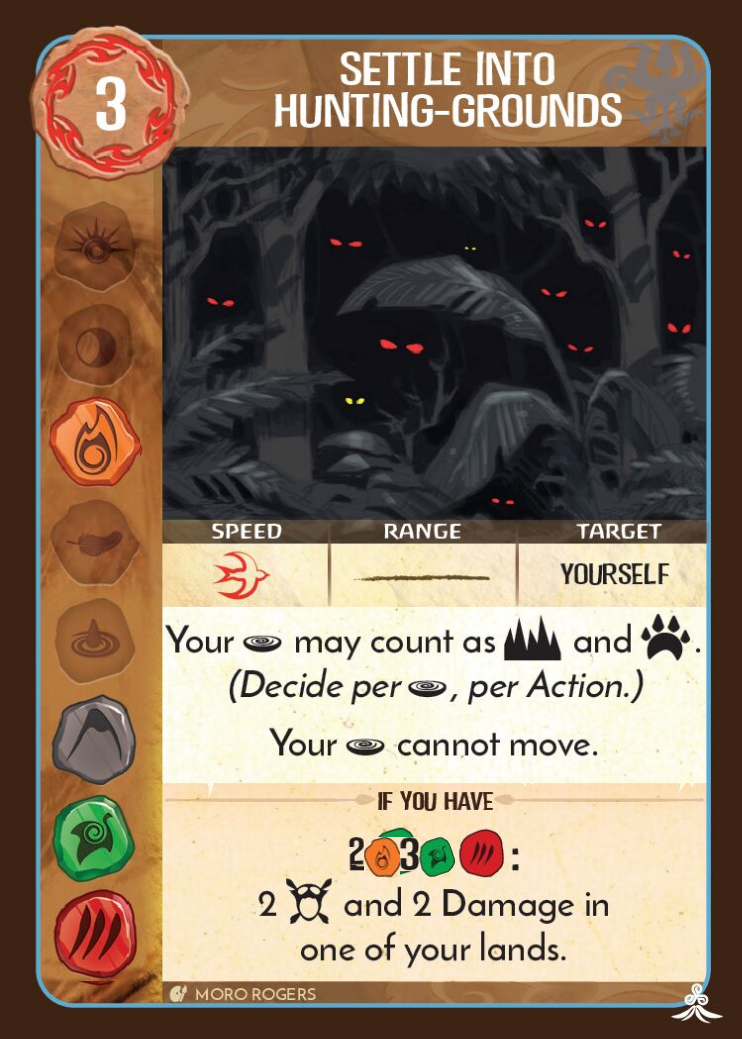 3
SETTLE INTO
HUNTING-GROUNDS
SPEED RANGE TARGET
YOURSELF
Your may count as and .
(Decide per , per Action.)
Your cannot move.
IF YOU HAVE
2 3 :
2 and 2 Damage in
one of your lands.
MORO ROGERS